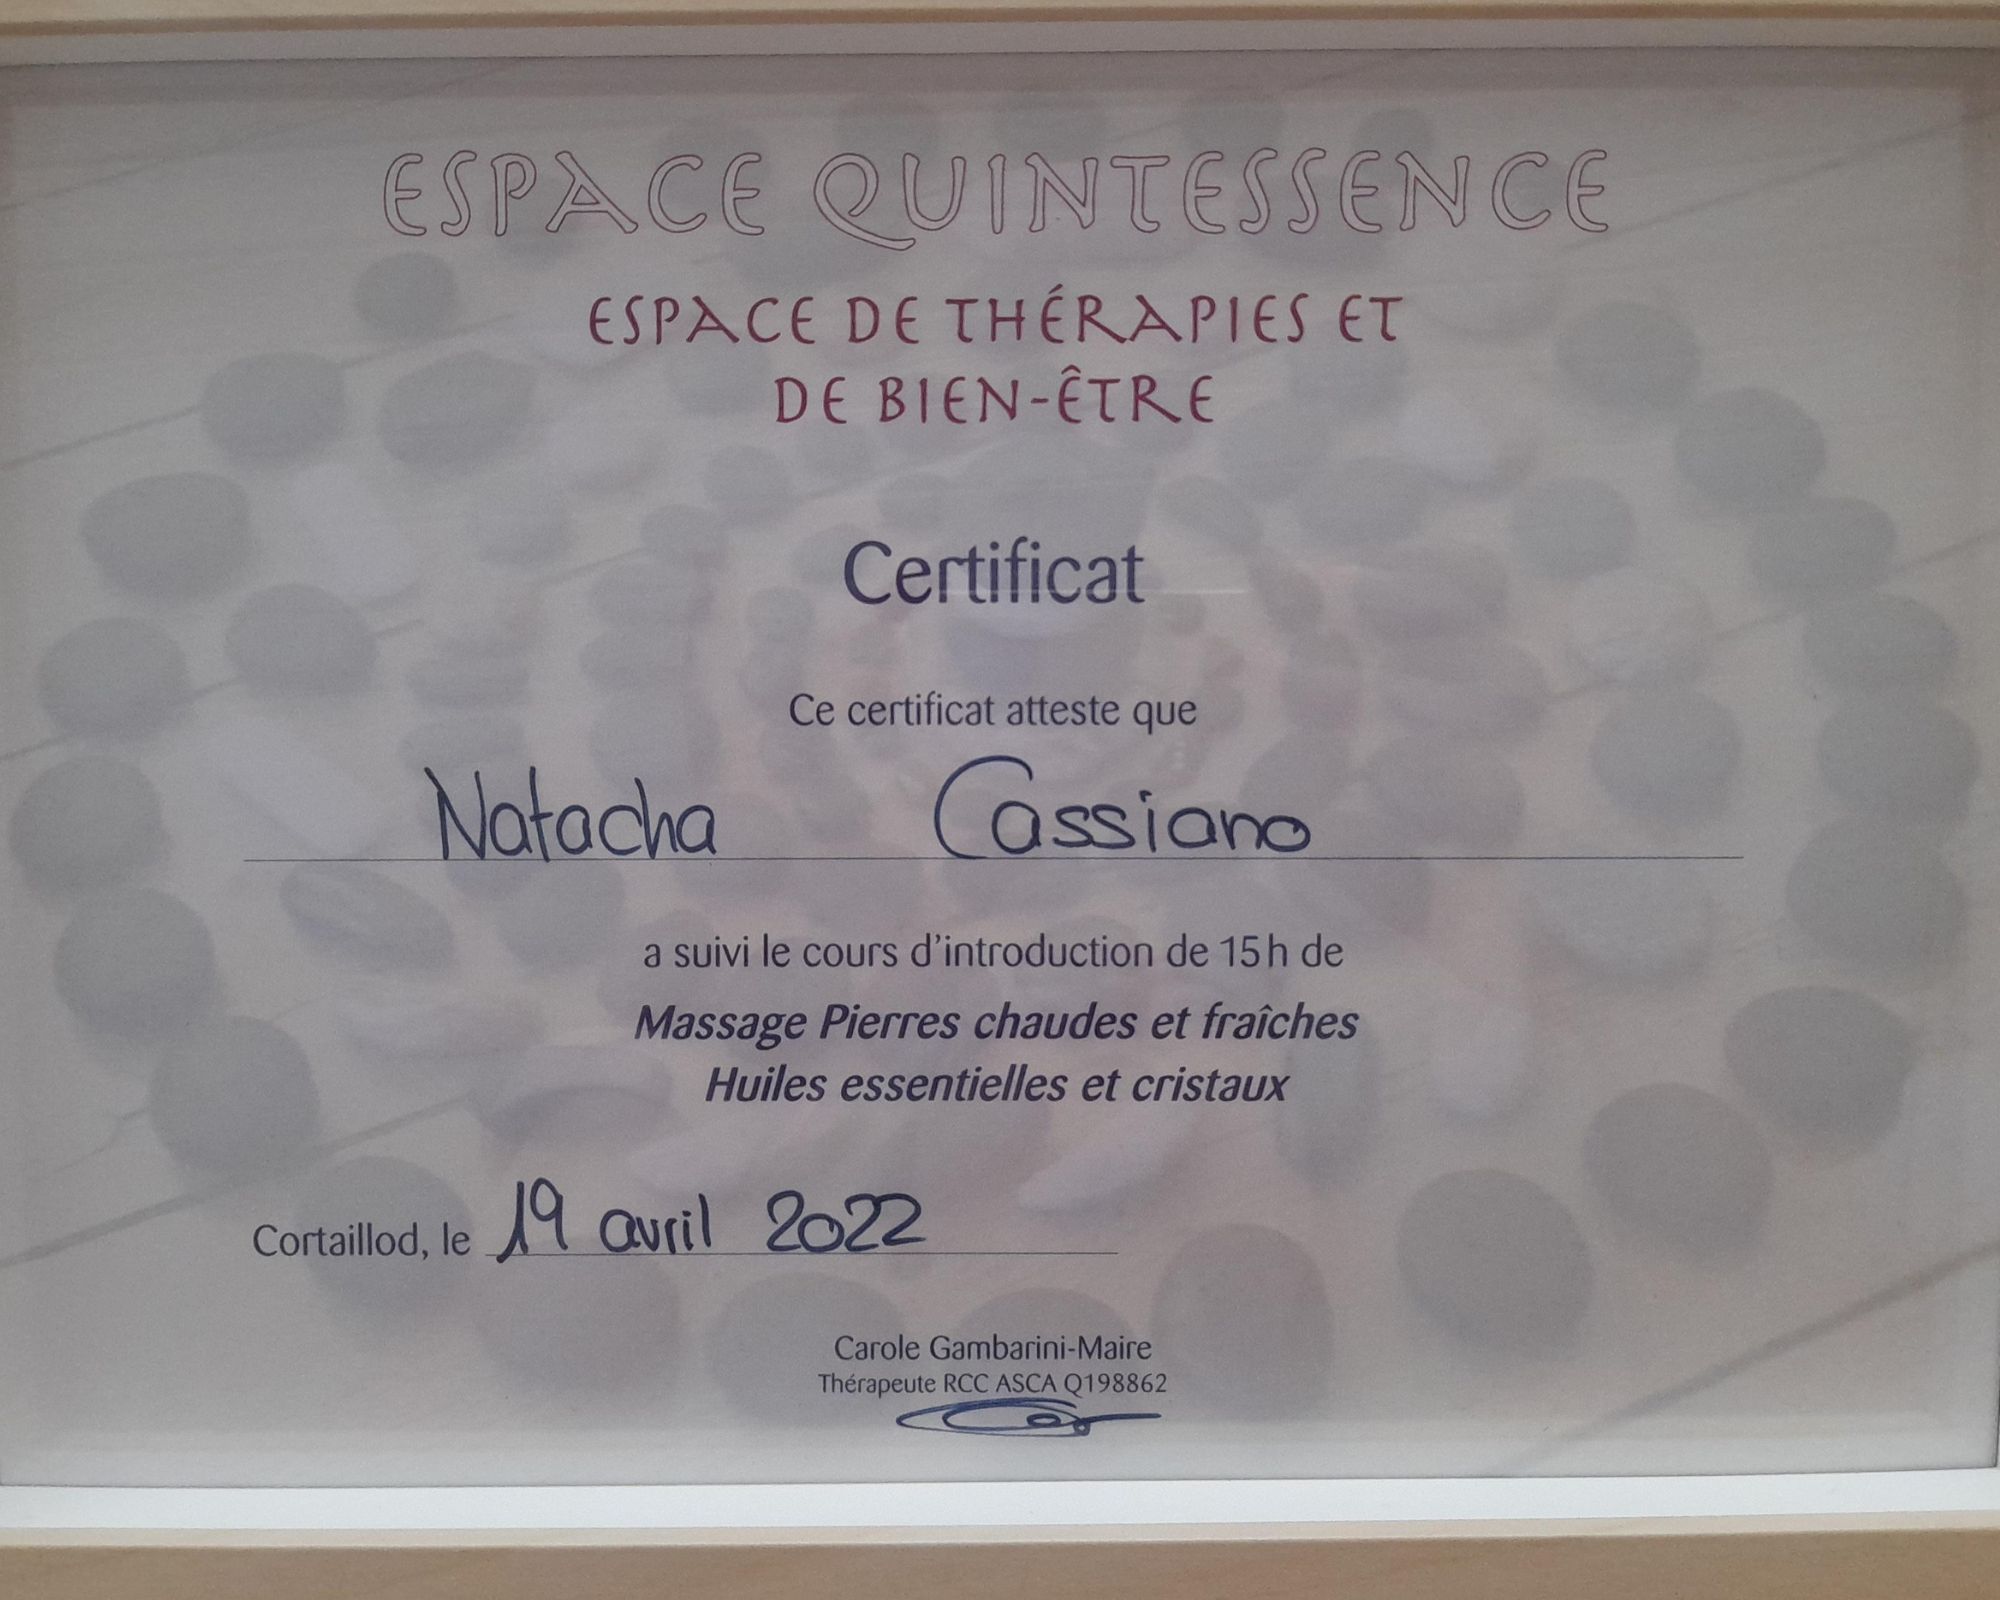 ESPACE QUINTESSENCE
ESPACE DE THÉRAPIES ET
DE BIEN-ÊTRE
Certificat
Ce certificat atteste que
Natacha Cassiano
a suivi le cours d'introduction de 15 h de
Massage Pierres chaudes et fraîches
Huiles essentielles et cristaux
Cortaillod, le 19 avril 2022
Carole Gambarini-Maire
Thérapeute RCC ASCA Q198862